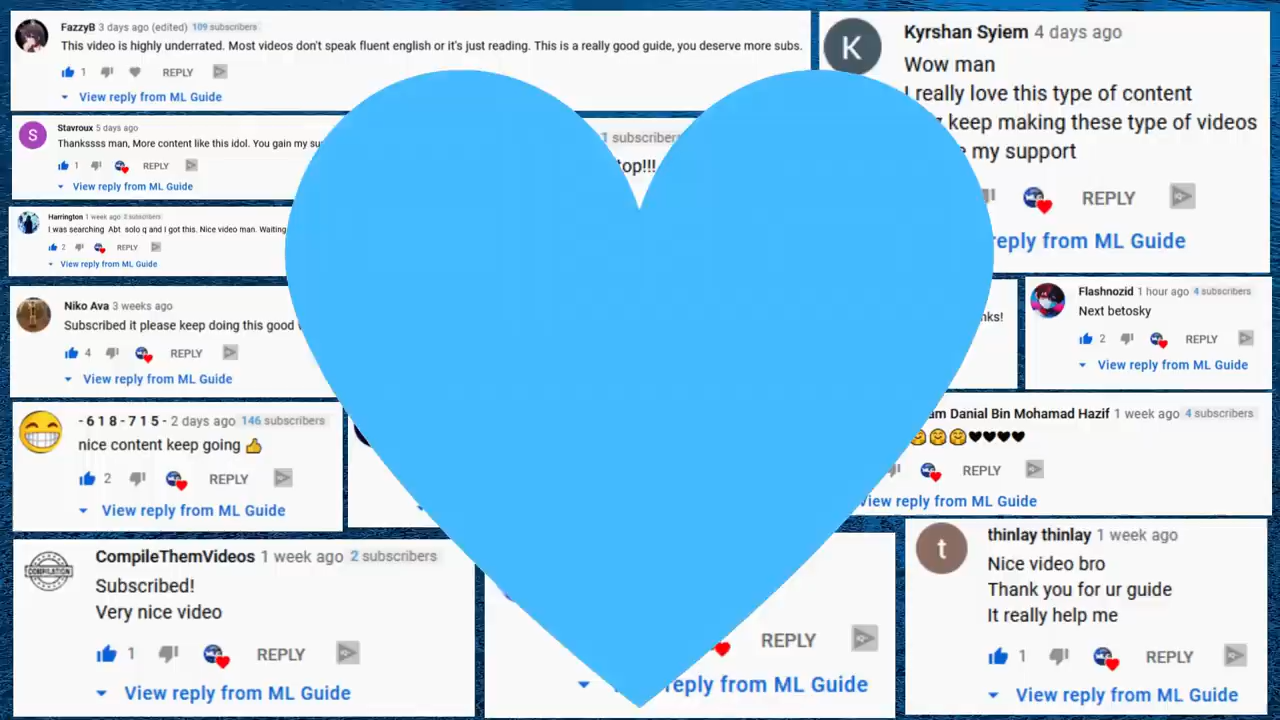 FazzyB 3 days ago (edited) 109 subscribers
This video is highly underrated. Most videos don't speak fluent english or it's just reading. This is a really good guide, you deserve more subs.
1 REPLY
View reply from ML Guide
K
Kyrshan Syiem 4 days ago
Wow man
I really love this type of content
keep making these type of videos
my support
REPLY
reply from ML Guide
S
Stavroux 5 days ago
Thankssss man, More content like this idol. You gain my
1 REPLY
View reply from ML Guide
1 subscribers
top!!!
Harrington 1 week ago 2 subscribers
I was searching Abt solo q and I got this. Nice video man. Waiting
2 REPLY
View reply from ML Guide
Niko Ava 3 weeks ago
Subscribed it please keep doing this good
4 REPLY
View reply from ML Guide
Flashnozid 1 hour ago 4 subscribers
Next betosky
2 REPLY
View reply from ML Guide
- 6 1 8 - 7 1 5 - 2 days ago 146 subscribers
nice content keep going 👍
2 REPLY
View reply from ML Guide
Danial Bin Mohamad Hazif 1 week ago 4 subscribers
🤗🤗🤗♥♥♥♥
REPLY
View reply from ML Guide
COMPILATION
CompileThemVideos 1 week ago 2 subscribers
Subscribed!
Very nice video
1 REPLY
View reply from ML Guide
REPLY
reply from ML Guide
t
thinlay thinlay 1 week ago
Nice video bro
Thank you for ur guide
It really help me
1 REPLY
View reply from ML Guide